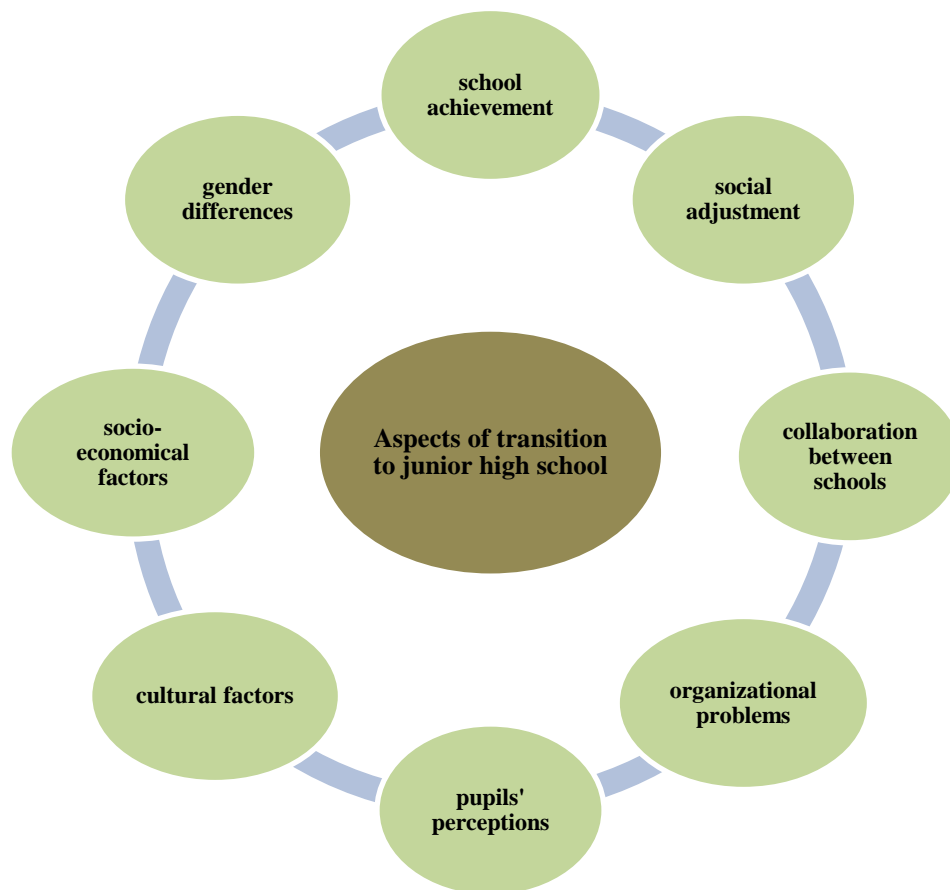 school
achievement
social
adjustment
collaboration
between
schools
organizational
problems
pupils'
perceptions
cultural factors
socio-
economical
factors
gender
differences
Aspects of transition
to junior high school